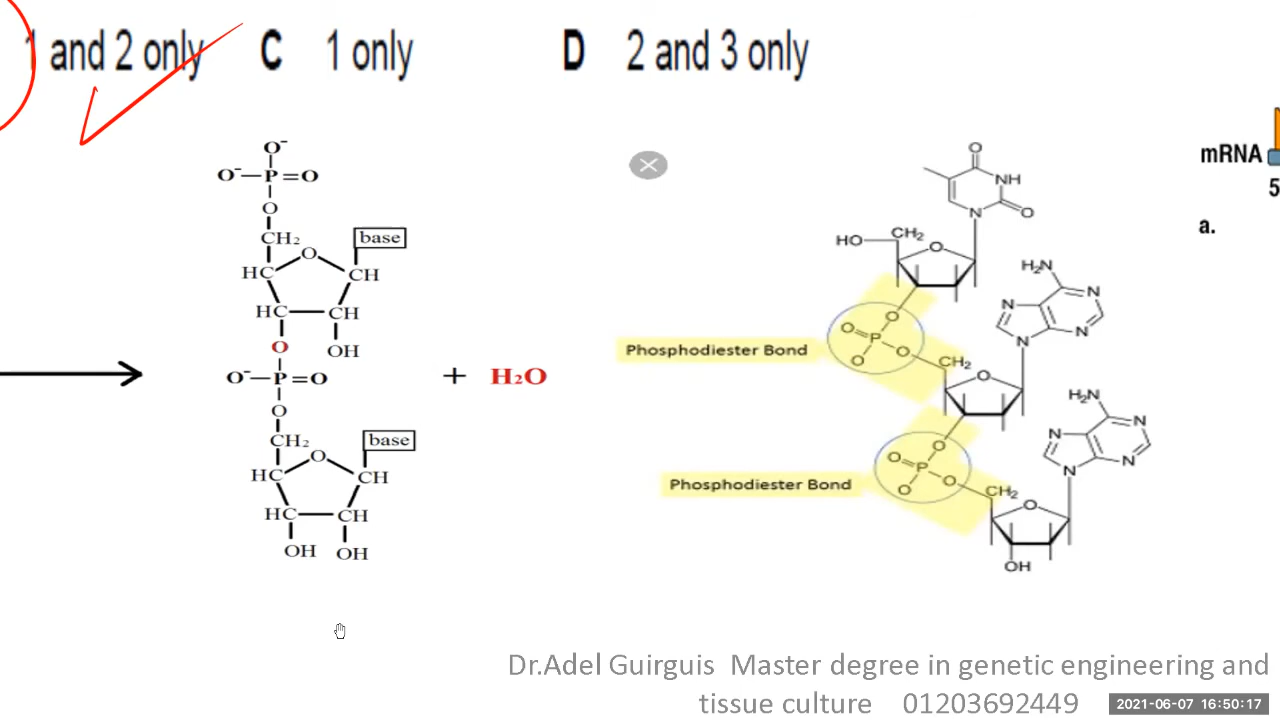 1 and 2 only C 1 only D 2 and 3 only
O⁻
O⁻—P=O
O
CH₂ base
O
HC CH
HC CH
O OH
O⁻—P=O + H₂O
O
CH₂ base
O
HC CH
HC CH
OH OH
O
NH
N O
HO CH₂ O
H₂N
N N
N N
O
O=P
O O
Phosphodiester Bond
CH₂ O
H₂N
N N
N N
O
O=P
O O
Phosphodiester Bond
CH₂ O
OH
mRNA
5
a.
Dr.Adel Guirguis Master degree in genetic engineering and
tissue culture 01203692449
2021-06-07 16:50:17